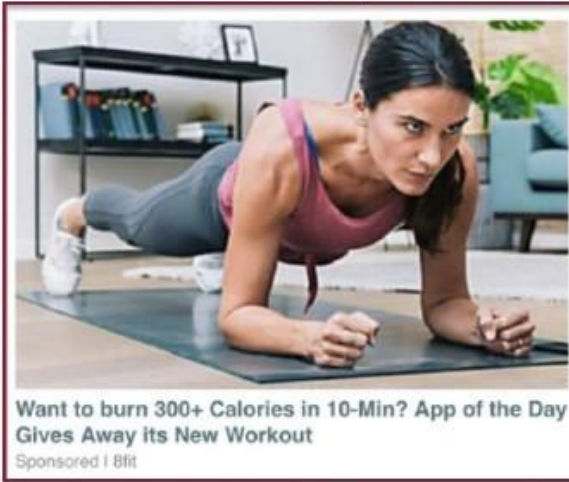 Want to burn 300+ Calories in 10-Min? App of the Day
Gives Away its New Workout
Sponsored | 8fit